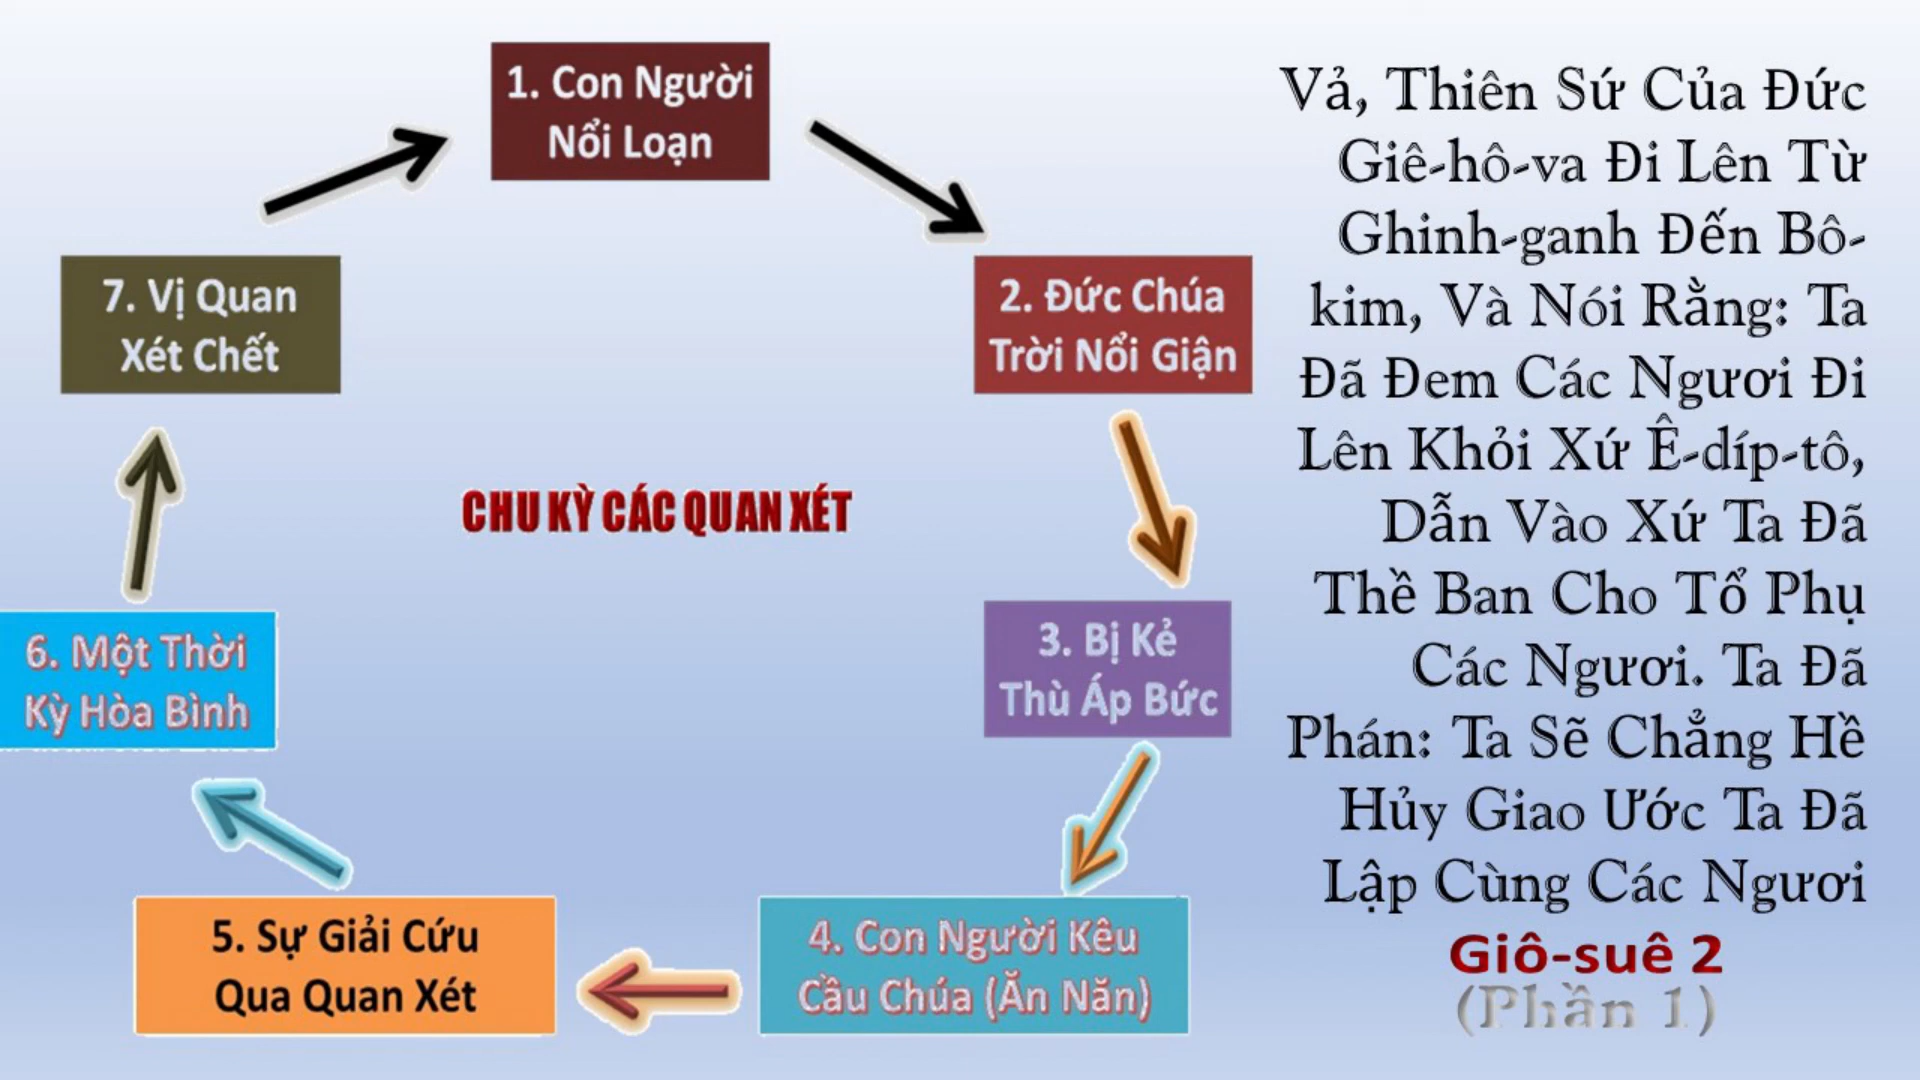 1. Con Người
Nổi Loạn
2. Đức Chúa
Trời Nổi Giận
3. Bị Kẻ
Thù Áp Bức
4. Con Người Kêu
Cầu Chúa (Ăn Năn)
5. Sự Giải Cứu
Qua Quan Xét
6. Một Thời
Kỳ Hòa Bình
7. Vị Quan
Xét Chết
CHU KỲ CÁC QUAN XÉT
Vả, Thiên Sứ Của Đức
Giê-hô-va Đi Lên Từ
Ghinh-ganh Đến Bô-
kim, Và Nói Rằng: Ta
Đã Đem Các Ngươi Đi
Lên Khỏi Xứ Ê-díp-tô,
Dẫn Vào Xứ Ta Đã
Thề Ban Cho Tổ Phụ
Các Ngươi. Ta Đã
Phán: Ta Sẽ Chẳng Hề
Hủy Giao Ước Ta Đã
Lập Cùng Các Ngươi
Giô-suê 2
(Phần 1)